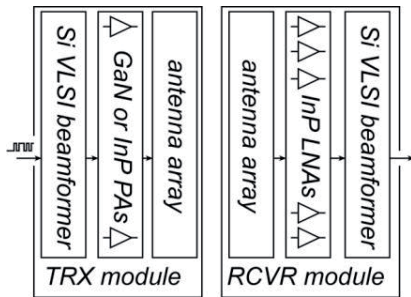 Si VLSI beamformer
GaN or InP PAs
antenna array
TRX module
antenna array
InP LNAs
Si VLSI beamformer
RCVR module